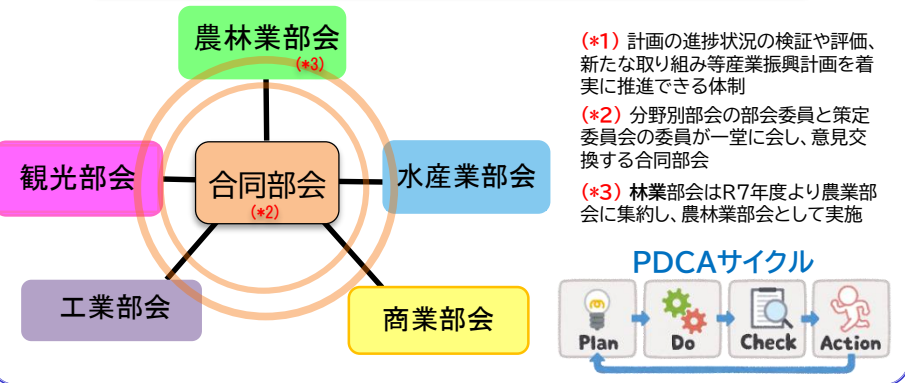 農林業部会
(*3)
観光部会
合同部会
(*2)
水産業部会
工業部会
商業部会
(*1) 計画の進捗状況の検証や評価、
新たな取り組み等産業振興計画を着
実に推進できる体制
(*2) 分野別部会の部会委員と策定
委員会の委員が一堂に会し、意見交
換する合同部会
(*3) 林業部会はR7年度より農業部
会に集約し、農林業部会として実施
PDCAサイクル
Plan
Do
Check
Action